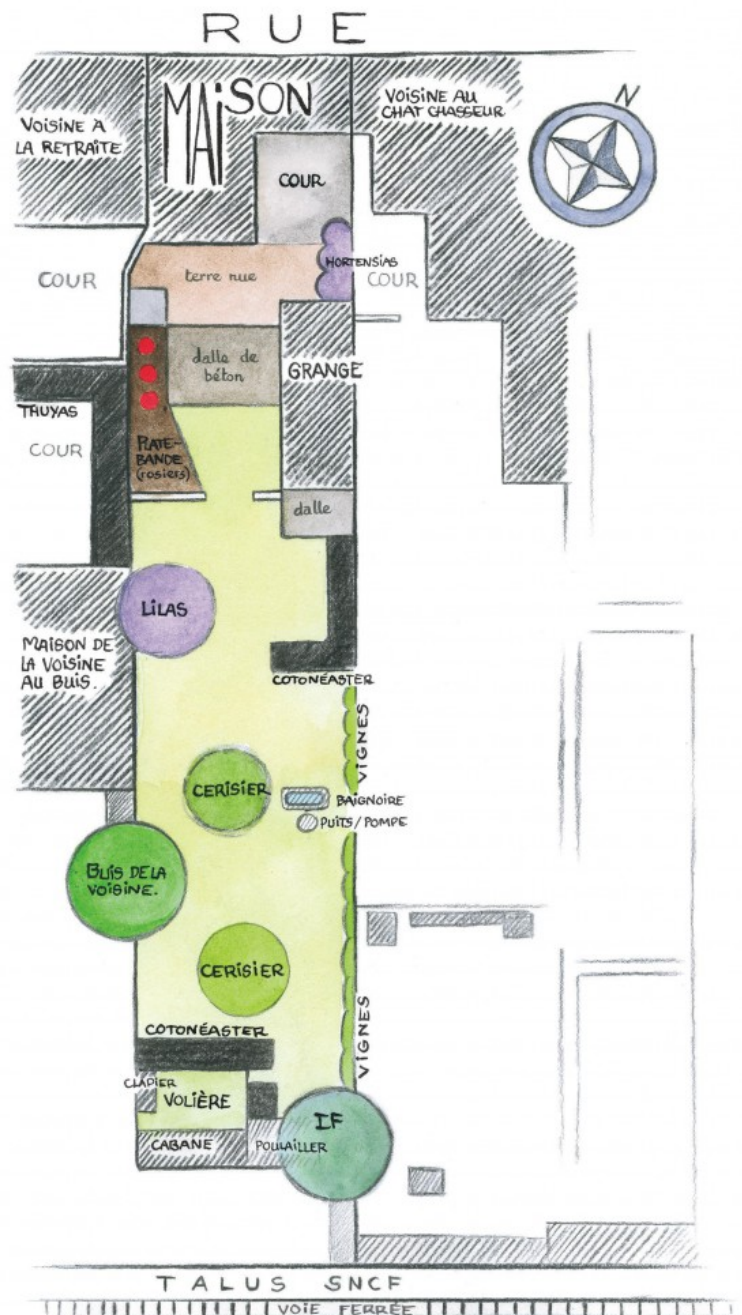 RUE
MAiSON
VOISINE À
LA RETRAITE
VOISINE AU
CHAT CHASSEUR
N
COUR
HORTENSIAS
terre nue
COUR
COUR
dalle de
béton
GRANGE
THUYAS
COUR
PLATE-
BANDE
(rosiers)
dalle
LILAS
MAISON DE
LA VOISINE
AU BUIS.
COTONÉASTER
VIGNES
CERISIER
BAIGNOIRE
PUITS/POMPE
BUIS DE LA
VOISINE.
CERISIER
VIGNES
COTONÉASTER
CLAPIER
VOLIÈRE
IF
CABANE
POULAILLER
TALUS SNCF
VOIE FERRÉE